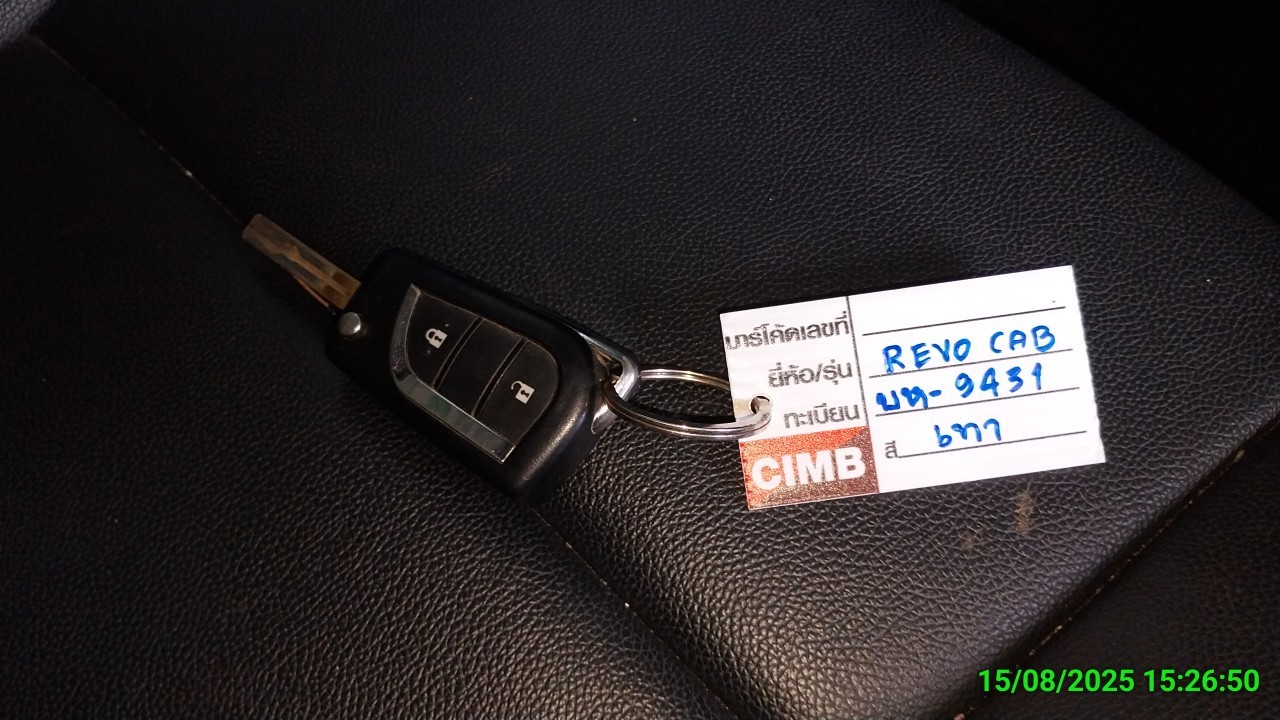 บาร์โค้ดเลขที่
ยี่ห้อ/รุ่น REVO CAB
ทะเบียน บห-9431
สี เทา
CIMB
15/08/2025 15:26:50